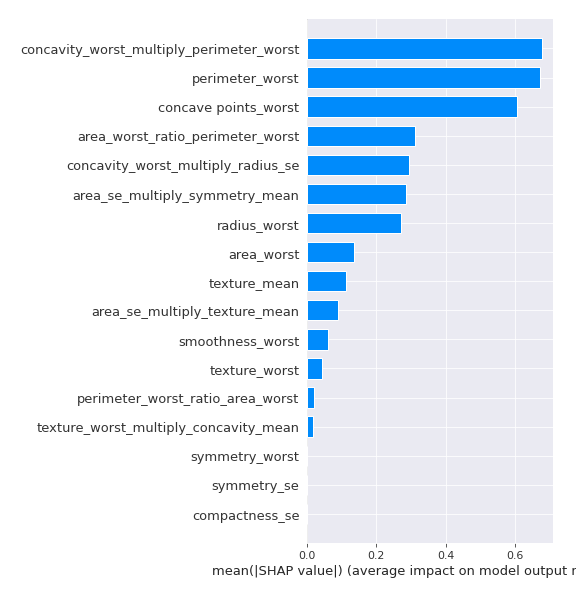 concavity_worst_multiply_perimeter_worst
perimeter_worst
concave points_worst
area_worst_ratio_perimeter_worst
concavity_worst_multiply_radius_se
area_se_multiply_symmetry_mean
radius_worst
area_worst
texture_mean
area_se_multiply_texture_mean
smoothness_worst
texture_worst
perimeter_worst_ratio_area_worst
texture_worst_multiply_concavity_mean
symmetry_worst
symmetry_se
compactness_se
0.0 0.2 0.4 0.6
mean(|SHAP value|) (average impact on model output